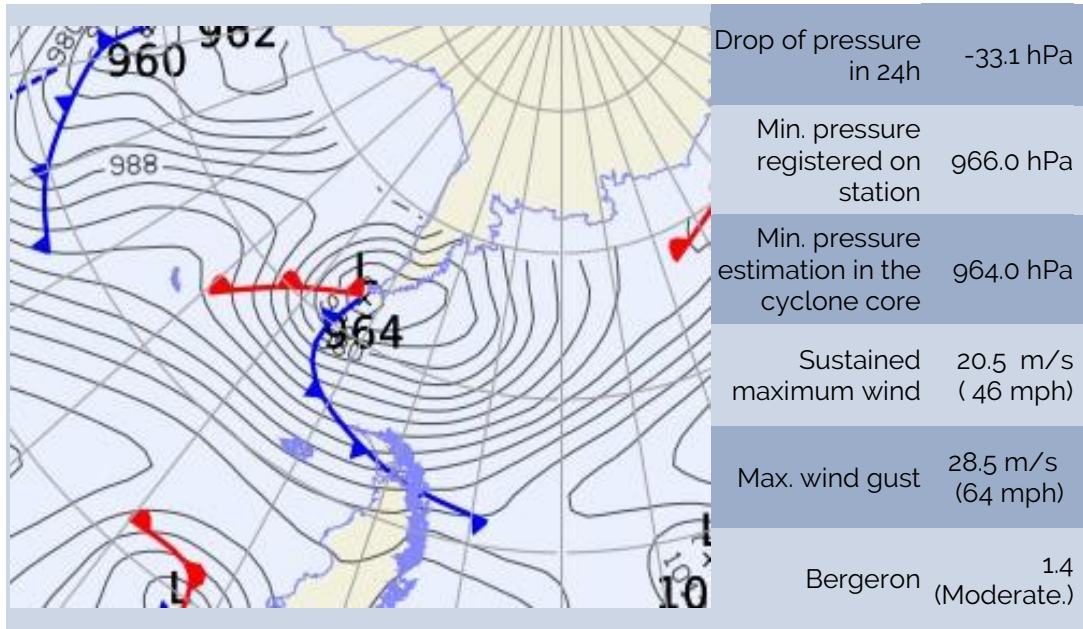 962
960
980
988
L
964
L
10
Drop of pressure
in 24h
-33.1 hPa
Min. pressure
registered on
station
966.0 hPa
Min. pressure
estimation in the
cyclone core
964.0 hPa
Sustained
maximum wind
20.5 m/s
( 46 mph)
Max. wind gust
28.5 m/s
(64 mph)
Bergeron
1.4
(Moderate.)